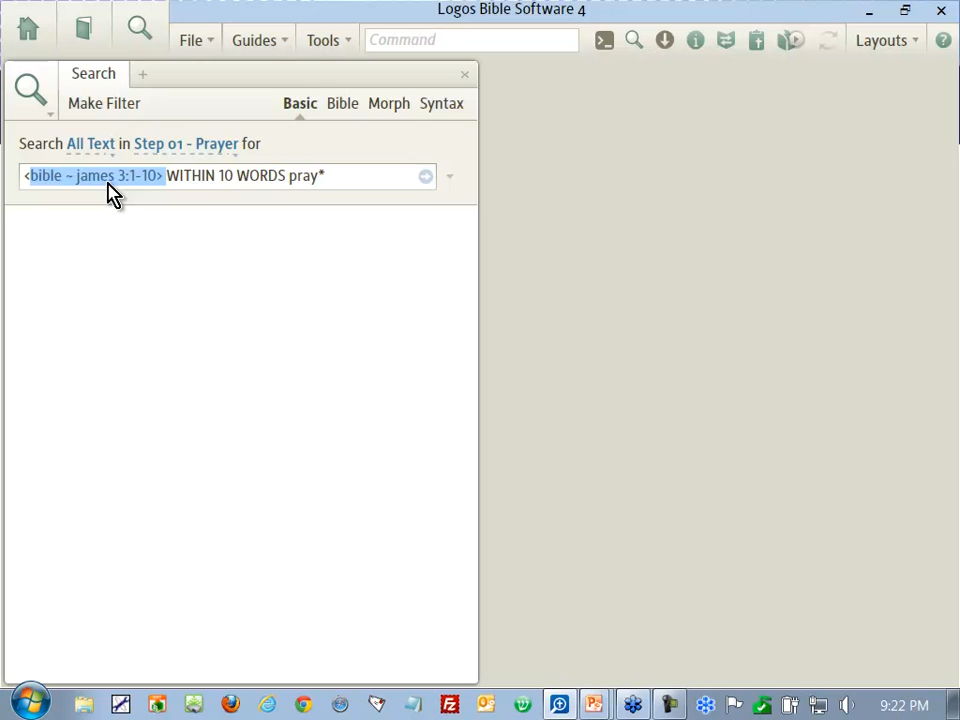 Logos Bible Software 4
File Guides Tools Command Layouts
Search
Make Filter Basic Bible Morph Syntax
Search All Text in Step 01 - Prayer for
<bible ~ james 3:1-10> WITHIN 10 WORDS pray*
9:22 PM